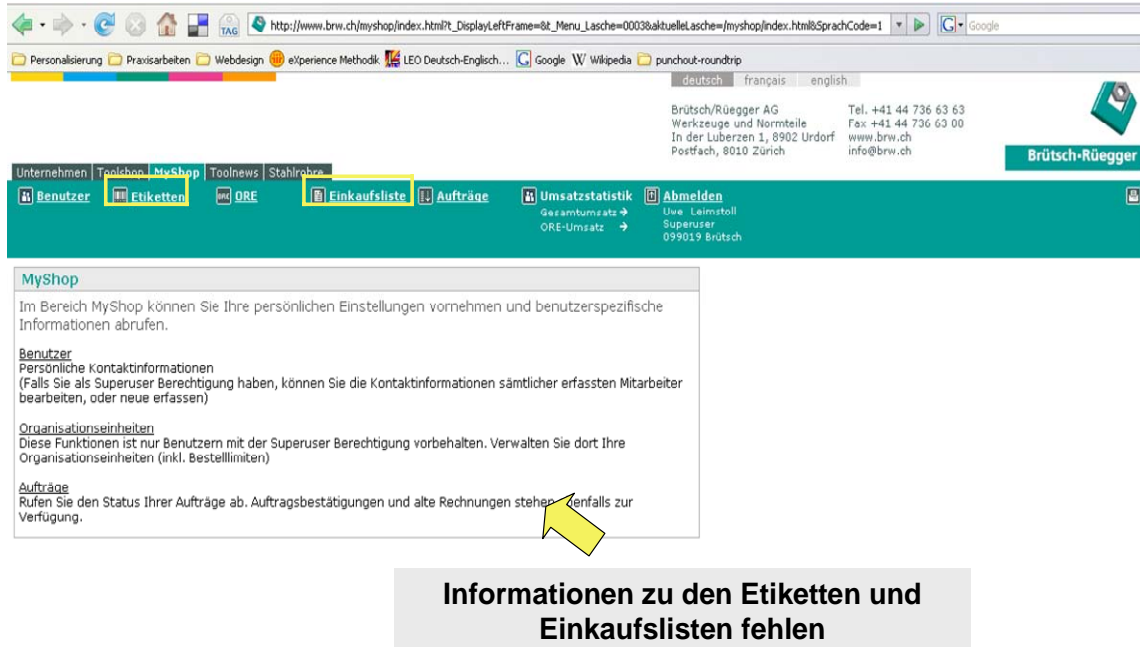 TAG http://www.brw.ch/myshop/index.html?t_DisplayLeftFrame=&t_Menu_Lasche=0003&aktuelleLasche=/myshop/index.html&SprachCode=1 G Google
Personalisierung Praxisarbeiten Webdesign eXperience Methodik LEO Deutsch-Englisch... Google Wikipedia punchout-roundtrip
deutsch français english
Brütsch/Rüegger AG Tel. +41 44 736 63 63
Werkzeuge und Normteile Fax +41 44 736 63 00
In der Luberzen 1, 8902 Urdorf www.brw.ch
Postfach, 8010 Zürich info@brw.ch
Brütsch•Rüegger
Unternehmen Toolshop MyShop Toolnews Stahlrohre
Benutzer Etiketten ORE Einkaufsliste Aufträge Umsatzstatistik Abmelden
Gesamtumsatz Uwe Leimstoll
ORE-Umsatz Superuser
099019 Brütsch
MyShop
Im Bereich MyShop können Sie Ihre persönlichen Einstellungen vornehmen und benutzerspezifische
Informationen abrufen.
Benutzer
Persönliche Kontaktinformationen
(Falls Sie als Superuser Berechtigung haben, können Sie die Kontaktinformationen sämtlicher erfassten Mitarbeiter
bearbeiten, oder neue erfassen)
Organisationseinheiten
Diese Funktionen ist nur Benutzern mit der Superuser Berechtigung vorbehalten. Verwalten Sie dort Ihre
Organisationseinheiten (inkl. Bestelllimiten)
Aufträge
Rufen Sie den Status Ihrer Aufträge ab. Auftragsbestätigungen und alte Rechnungen stehen ebenfalls zur
Verfügung.
Informationen zu den Etiketten und
Einkaufslisten fehlen